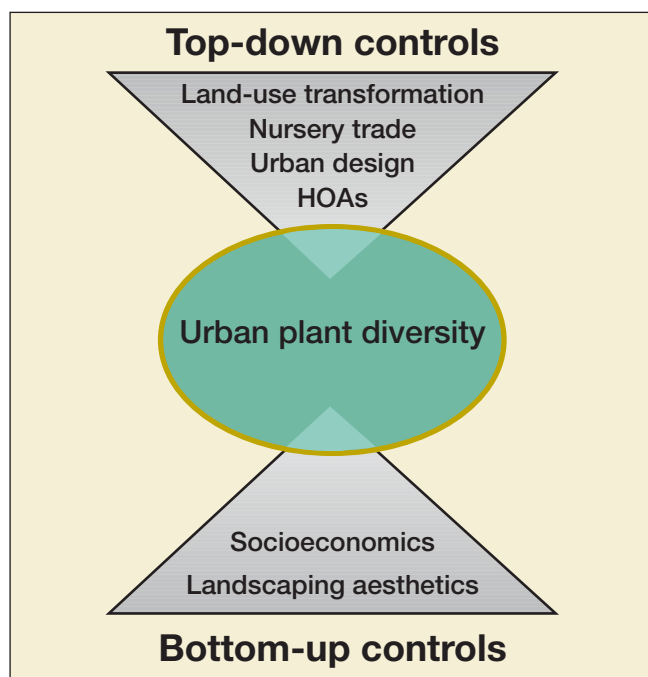 Top-down controls
Land-use transformation
Nursery trade
Urban design
HOAs
Urban plant diversity
Socioeconomics
Landscaping aesthetics
Bottom-up controls